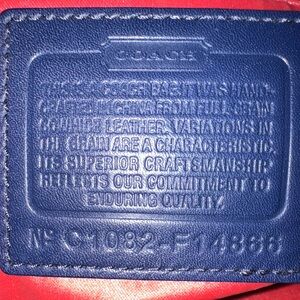 COACH
THIS IS A COACH BAG. IT WAS HAND-
CRAFTED IN CHINA FROM FULL GRAIN
COWHIDE LEATHER. VARIATIONS IN
THE GRAIN ARE A CHARACTERISTIC.
ITS SUPERIOR CRAFTSMANSHIP
REFLECTS OUR COMMITMENT TO
ENDURING QUALITY.
Nº C1082-F14866